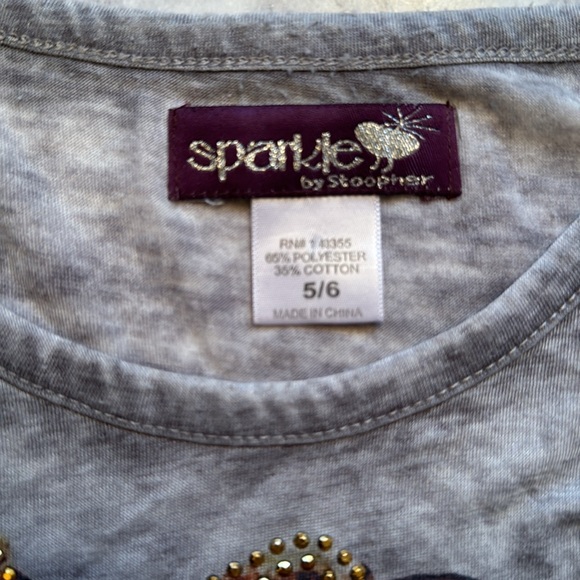 sparkle
by Stoopher
RN# 143355
65% POLYESTER
35% COTTON
5/6
MADE IN CHINA